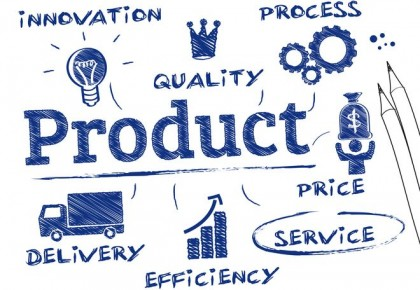 INNOVATION
PROCESS
QUALITY
Product
$
PRICE
DELIVERY
SERVICE
EFFICIENCY